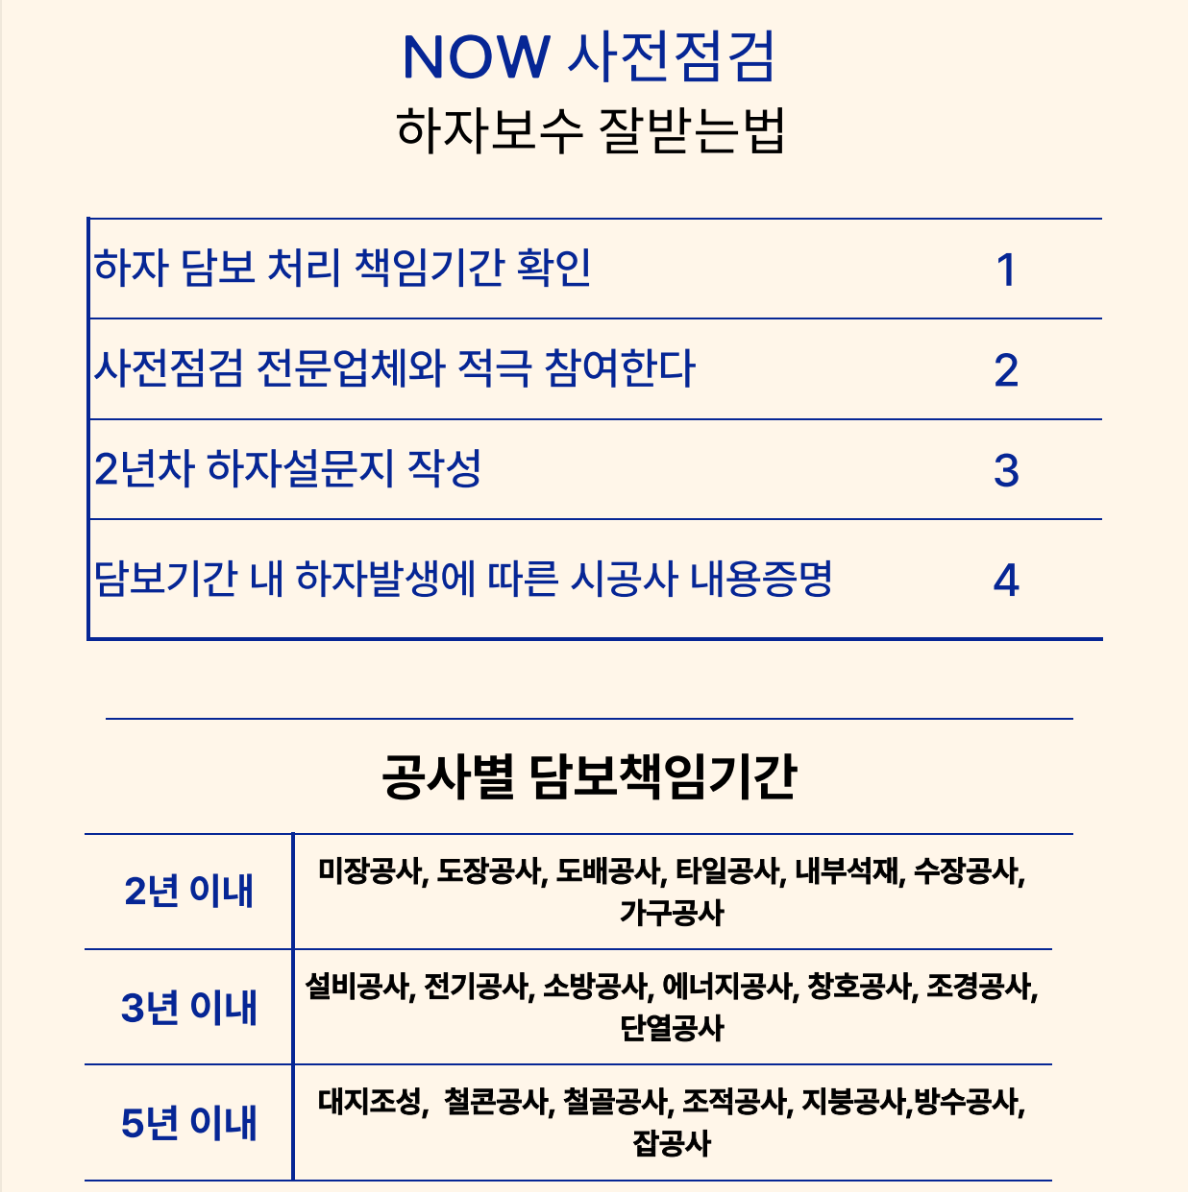 NOW 사전점검
하자보수 잘받는법
하자 담보 처리 책임기간 확인 1
사전점검 전문업체와 적극 참여한다 2
2년차 하자설문지 작성 3
담보기간 내 하자발생에 따른 시공사 내용증명 4
공사별 담보책임기간
2년 이내
미장공사, 도장공사, 도배공사, 타일공사, 내부석재, 수장공사,
가구공사
3년 이내
설비공사, 전기공사, 소방공사, 에너지공사, 창호공사, 조경공사,
단열공사
5년 이내
대지조성, 철콘공사, 철골공사, 조적공사, 지붕공사,방수공사,
잡공사